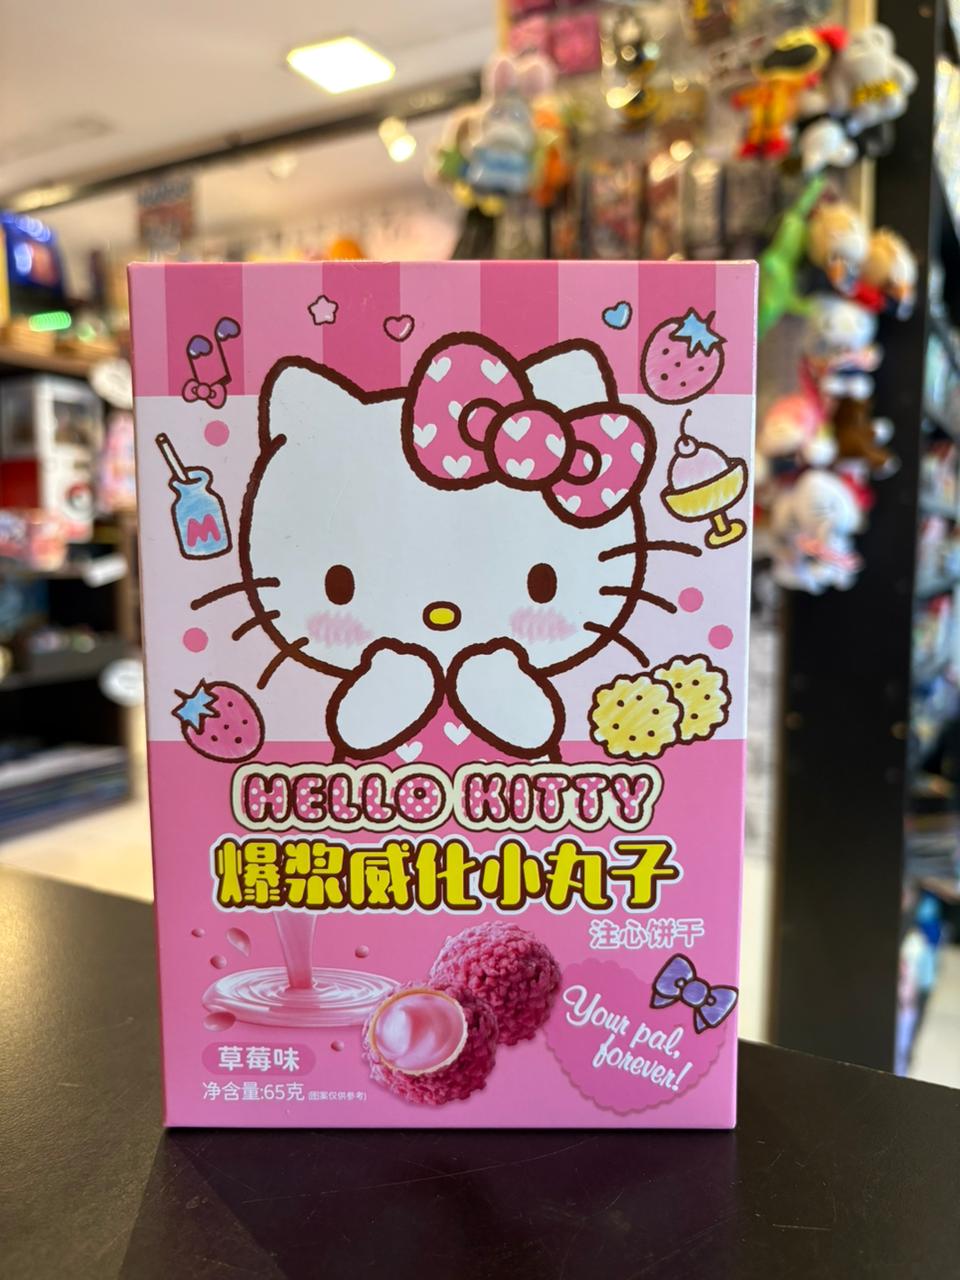 M
HELLO KITTY
爆浆威化小丸子
注心饼干
Your pal,
forever!
草莓味
净含量:65克 (图案仅供参考)